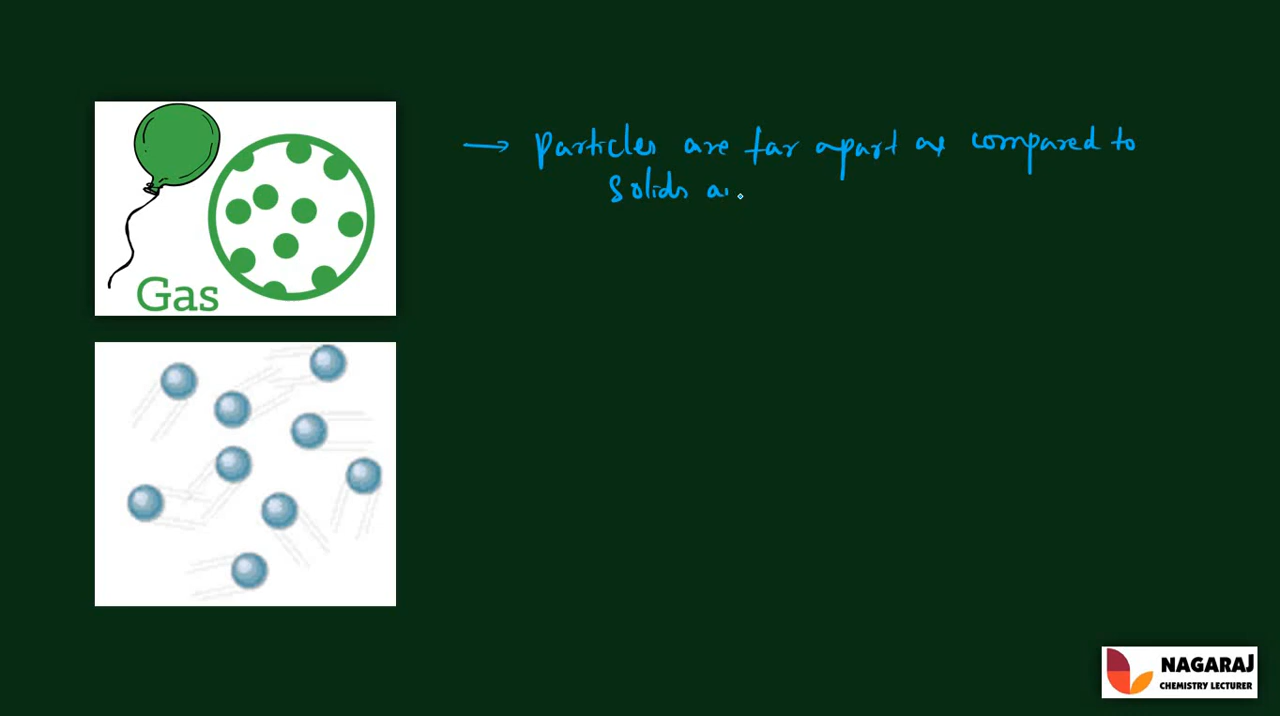 → Particles are far apart as compared to
Solids
Gas
NAGARAJ
CHEMISTRY LECTURER